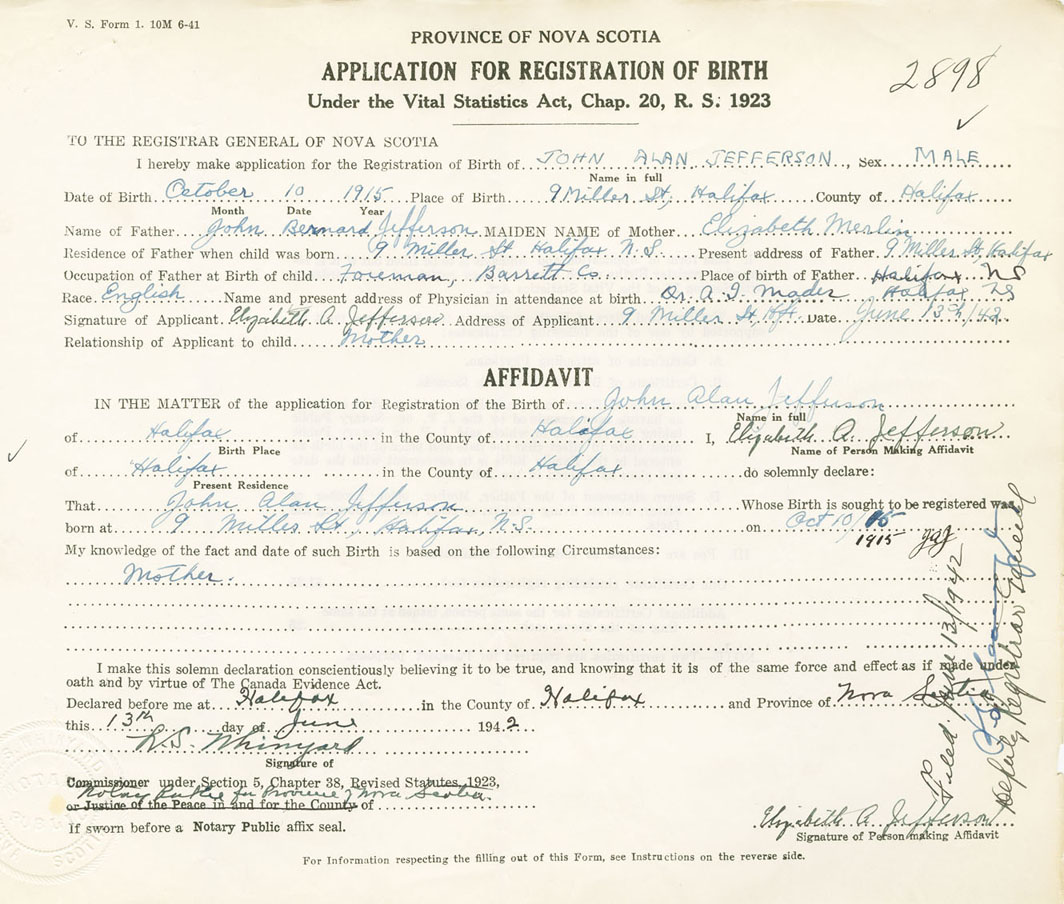 V. S. Form 1. 10M 6-41
PROVINCE OF NOVA SCOTIA
APPLICATION FOR REGISTRATION OF BIRTH
2898
Under the Vital Statistics Act, Chap. 20, R. S. 1923
TO THE REGISTRAR GENERAL OF NOVA SCOTIA
I hereby make application for the Registration of Birth of JOHN ALAN JEFFERSON, Sex MALE
Name in full
Date of Birth October 10 1915 Place of Birth 9 Miller St, Halifax County of Halifax
Month Date Year
Name of Father John Bernard Jefferson MAIDEN NAME of Mother Elizabeth Merlin
Residence of Father when child was born 9 Miller St Halifax N.S. Present address of Father 9 Miller St, Halifax
Occupation of Father at Birth of child Foreman, Barrett Co Place of birth of Father Halifax NS
Race English Name and present address of Physician in attendance at birth Dr. A. I. Mader Halifax NS
Signature of Applicant Elizabeth A. Jefferson Address of Applicant 9 Miller St, Hfx Date June 13th/42
Relationship of Applicant to child Mother
AFFIDAVIT
IN THE MATTER of the application for Registration of the Birth of John Alan Jefferson
Name in full
of Halifax in the County of Halifax I, Elizabeth A. Jefferson
Birth Place Name of Person Making Affidavit
of Halifax in the County of Halifax do solemnly declare:
Present Residence
That John Alan Jefferson Whose Birth is sought to be registered was
born at 9 Miller St, Halifax, N.S. on Oct 10/15
1915
My knowledge of the fact and date of such Birth is based on the following Circumstances:
Mother.
I make this solemn declaration conscientiously believing it to be true, and knowing that it is of the same force and effect as if made under
oath and by virtue of The Canada Evidence Act.
Declared before me at Halifax in the County of Halifax and Province of Nova Scotia
this 13th day of June 1942
R.S. Whinyard
Signature of
Commissioner under Section 5, Chapter 38, Revised Statutes, 1923,
Notary Public for Province of Nova Scotia
or Justice of the Peace in and for the County of
If sworn before a Notary Public affix seal.
Elizabeth A. Jefferson
Signature of Person making Affidavit
For Information respecting the filling out of this Form, see Instructions on the reverse side.
Filed June 13/1942
Deputy Registrar General